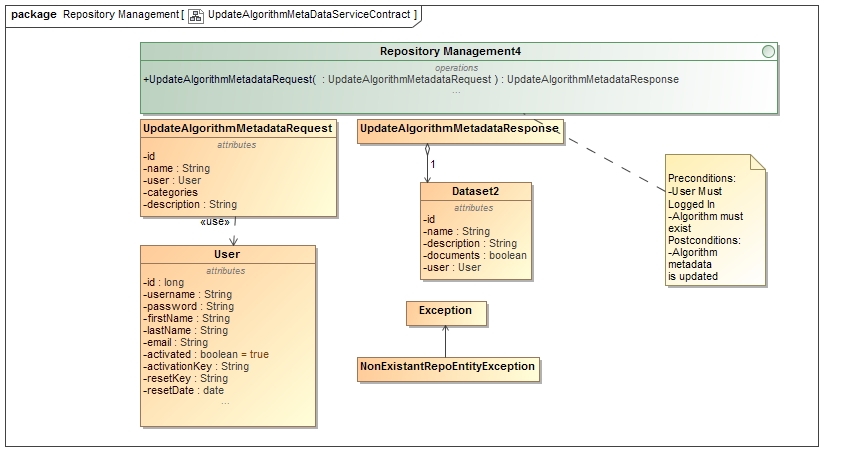 package Repository Management[ UpdateAlgorithmMetaDataServiceContract ]
Repository Management4
operations
+UpdateAlgorithmMetadataRequest( : UpdateAlgorithmMetadataRequest ) : UpdateAlgorithmMetadataResponse
...
UpdateAlgorithmMetadataRequest
attributes
-id
-name : String
-user : User
-categories
-description : String
«use»
User
attributes
-id : long
-username : String
-password : String
-firstName : String
-lastName : String
-email : String
-activated : boolean = true
-activationKey : String
-resetKey : String
-resetDate : date
...
UpdateAlgorithmMetadataResponse
1
Dataset2
attributes
-id
-name : String
-description : String
-documents : boolean
-user : User
Exception
NonExistantRepoEntityException
Preconditions:
-User Must
Logged In
-Algorithm must
exist
Postconditions:
-Algorithm
metadata
is updated